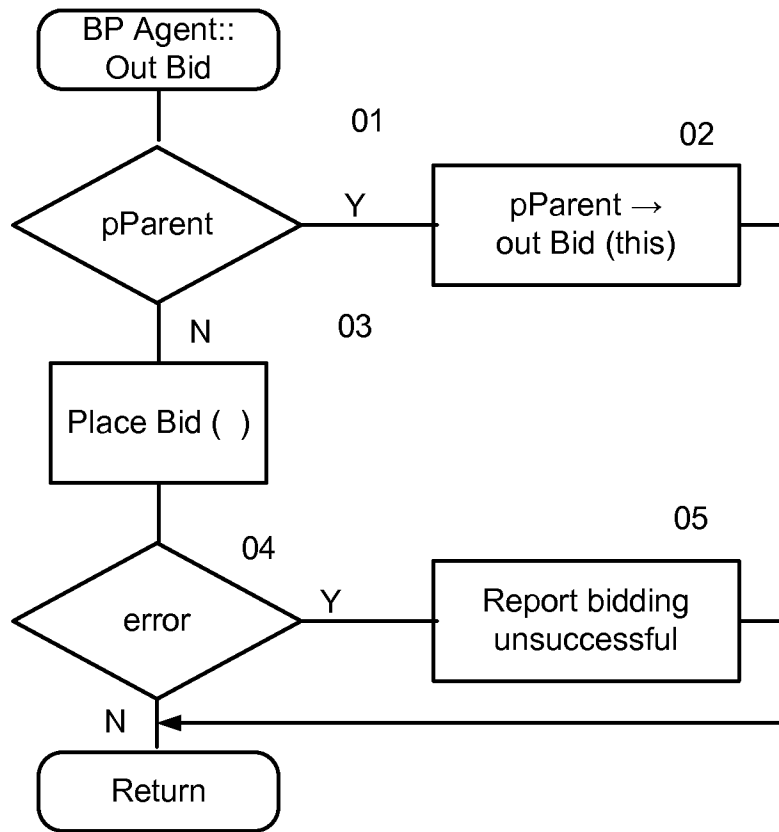 BP Agent::
Out Bid
01
02
pParent
Y
pParent →
out Bid (this)
N
03
Place Bid ( )
04
05
error
Y
Report bidding
unsuccessful
N
Return